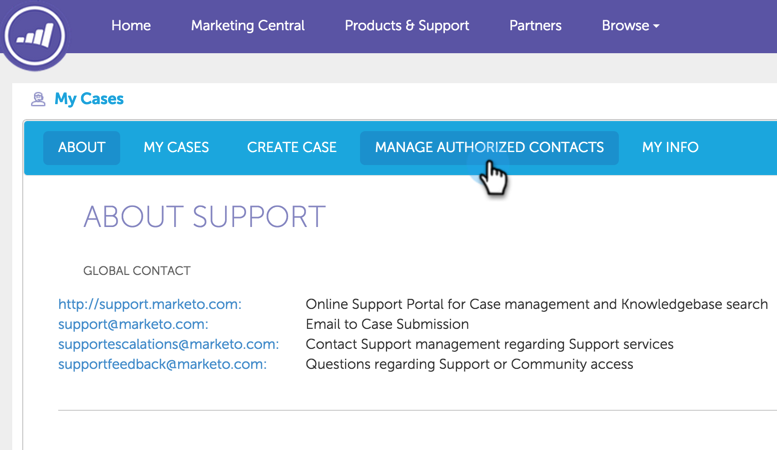 Home Marketing Central Products & Support Partners Browse
My Cases
ABOUT MY CASES CREATE CASE MANAGE AUTHORIZED CONTACTS MY INFO
ABOUT SUPPORT
GLOBAL CONTACT
http://support.marketo.com: Online Support Portal for Case management and Knowledgebase search
support@marketo.com: Email to Case Submission
supportescalations@marketo.com: Contact Support management regarding Support services
supportfeedback@marketo.com: Questions regarding Support or Community access